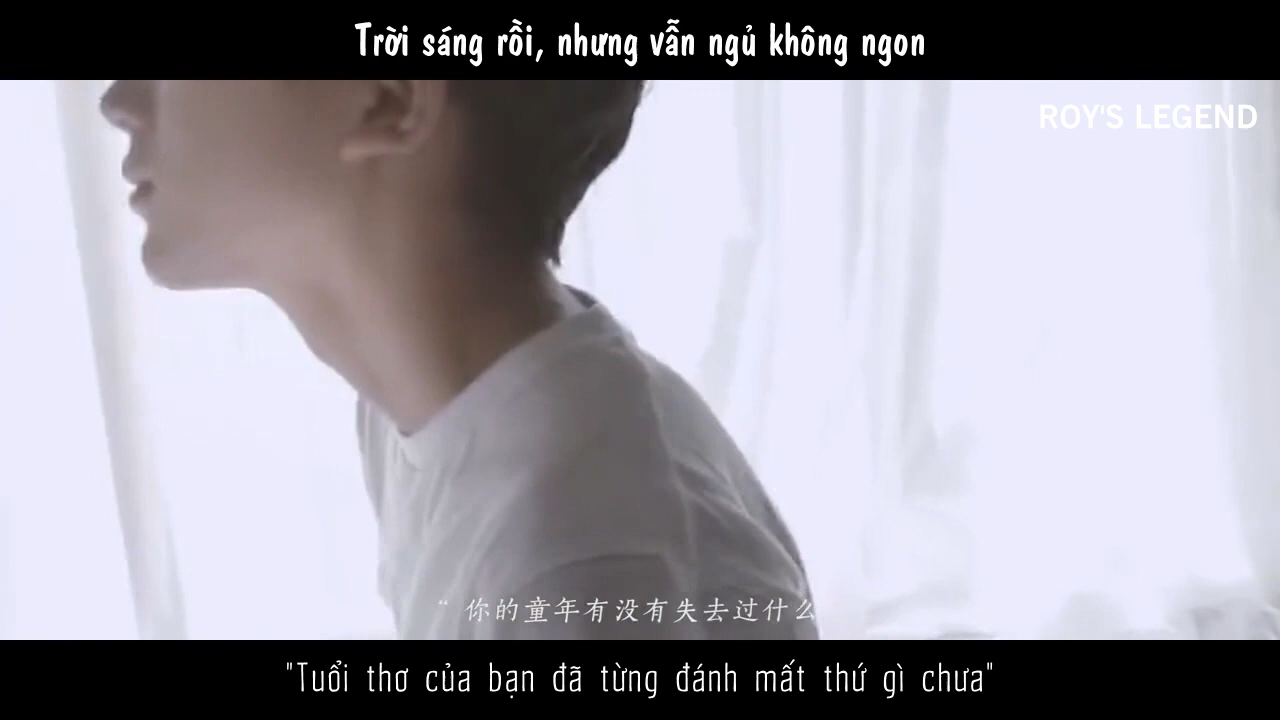 Trời sáng rồi, nhưng vẫn ngủ không ngon
ROY'S LEGEND
“ 你的童年有没有失去过什么
"Tuổi thơ của bạn đã từng đánh mất thứ gì chưa"